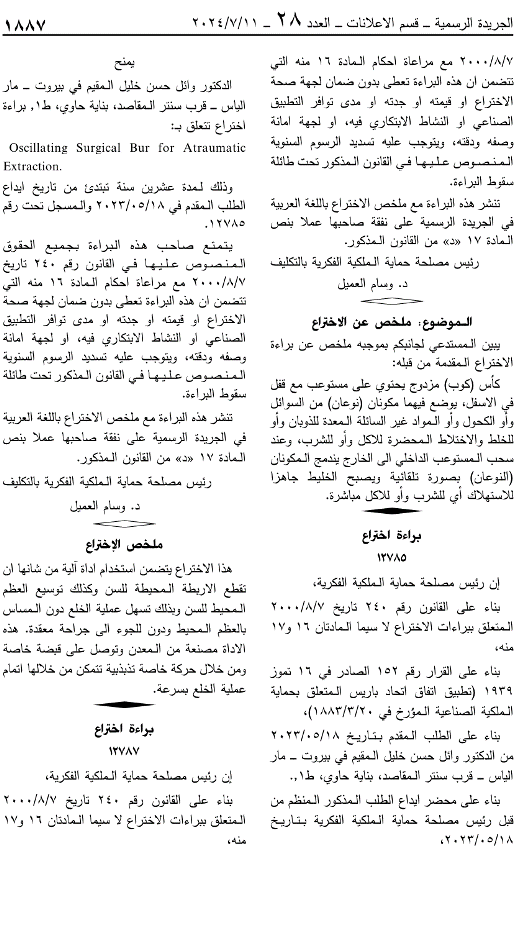 الجريدة الرسمية ــ قسم الاعلانات ــ العدد ٢٨ ــ ٢٠٢٤/٧/١١
١٨٨٧
٢٠٠٠/٨/٧ مع مراعاة احكام المادة ١٦ منه التي
تتضمن ان هذه البراءة تعطى بدون ضمان لجهة صحة
الاختراع او قيمته او جدته او مدى توافر التطبيق
الصناعي او النشاط الابتكاري فيه، او لجهة امانة
وصفه ودقته، ويتوجب عليه تسديد الرسوم السنوية
المنصوص عليها في القانون المذكور تحت طائلة
سقوط البراءة.
تنشر هذه البراءة مع ملخص الاختراع باللغة العربية
في الجريدة الرسمية على نفقة صاحبها عملا بنص
المادة ١٧ «د» من القانون المذكور.
رئيس مصلحة حماية الملكية الفكرية بالتكليف
د. وسام العميل
الموضوع: ملخص عن الاختراع
يبين المستدعي لجانبكم بموجبه ملخص عن براءة
الاختراع المقدمة من قبله:
كأس (كوب) مزدوج يحتوي على مستوعب مع قفل
في الاسفل، يوضع فيهما مكونان (نوعان) من السوائل
وأو الكحول وأو المواد غير السائلة المعدة للذوبان وأو
للخلط والاختلاط المحضرة للاكل وأو للشرب، وعند
سحب المستوعب الداخلي الى الخارج يندمج المكونان
(النوعان) بصورة تلقائية ويصبح الخليط جاهزا
للاستهلاك أي للشرب وأو للاكل مباشرة.
براءة اختراع
١٢٧٨٥
إن رئيس مصلحة حماية الملكية الفكرية،
بناء على القانون رقم ٢٤٠ تاريخ ٢٠٠٠/٨/٧
المتعلق ببراءات الاختراع لا سيما المادتان ١٦ و١٧
منه،
بناء على القرار رقم ١٥٢ الصادر في ١٦ تموز
١٩٣٩ (تطبيق اتفاق اتحاد باريس المتعلق بحماية
الملكية الصناعية المؤرخ في ١٨٨٣/٣/٢٠)،
بناء على الطلب المقدم بتاريخ ٢٠٢٣/٠٥/١٨
من الدكتور وائل حسن خليل المقيم في بيروت ــ مار
الياس ــ قرب سنتر المقاصد، بناية حاوي، ط١،.
بناء على محضر ايداع الطلب المذكور المنظم من
قبل رئيس مصلحة حماية الملكية الفكرية بتاريخ
٢٠٢٣/٠٥/١٨،
يمنح
الدكتور وائل حسن خليل المقيم في بيروت ــ مار
الياس ــ قرب سنتر المقاصد، بناية حاوي، ط١، براءة
اختراع تتعلق بـ:
Oscillating Surgical Bur for Atraumatic
Extraction.
وذلك لمدة عشرين سنة تبتدئ من تاريخ ايداع
الطلب المقدم في ٢٠٢٣/٠٥/١٨ والمسجل تحت رقم
١٢٧٨٥.
يتمتع صاحب هذه البراءة بجميع الحقوق
المنصوص عليها في القانون رقم ٢٤٠ تاريخ
٢٠٠٠/٨/٧ مع مراعاة احكام المادة ١٦ منه التي
تتضمن ان هذه البراءة تعطى بدون ضمان لجهة صحة
الاختراع او قيمته او جدته او مدى توافر التطبيق
الصناعي او النشاط الابتكاري فيه، او لجهة امانة
وصفه ودقته، ويتوجب عليه تسديد الرسوم السنوية
المنصوص عليها في القانون المذكور تحت طائلة
سقوط البراءة.
تنشر هذه البراءة مع ملخص الاختراع باللغة العربية
في الجريدة الرسمية على نفقة صاحبها عملا بنص
المادة ١٧ «د» من القانون المذكور.
رئيس مصلحة حماية الملكية الفكرية بالتكليف
د. وسام العميل
ملخص الإختراع
هذا الاختراع يتضمن استخدام اداة آلية من شانها ان
تقطع الاربطة المحيطة للسن وكذلك توسيع العظم
المحيط للسن وبذلك تسهل عملية الخلع دون المساس
بالعظم المحيط ودون للجوء الى جراحة معقدة. هذه
الاداة مصنعة من المعدن وتوصل على قبضة خاصة
ومن خلال حركة خاصة تذبذبية تتمكن من خلالها اتمام
عملية الخلع بسرعة.
براءة اختراع
١٢٧٨٧
إن رئيس مصلحة حماية الملكية الفكرية،
بناء على القانون رقم ٢٤٠ تاريخ ٢٠٠٠/٨/٧
المتعلق ببراءات الاختراع لا سيما المادتان ١٦ و١٧
منه،